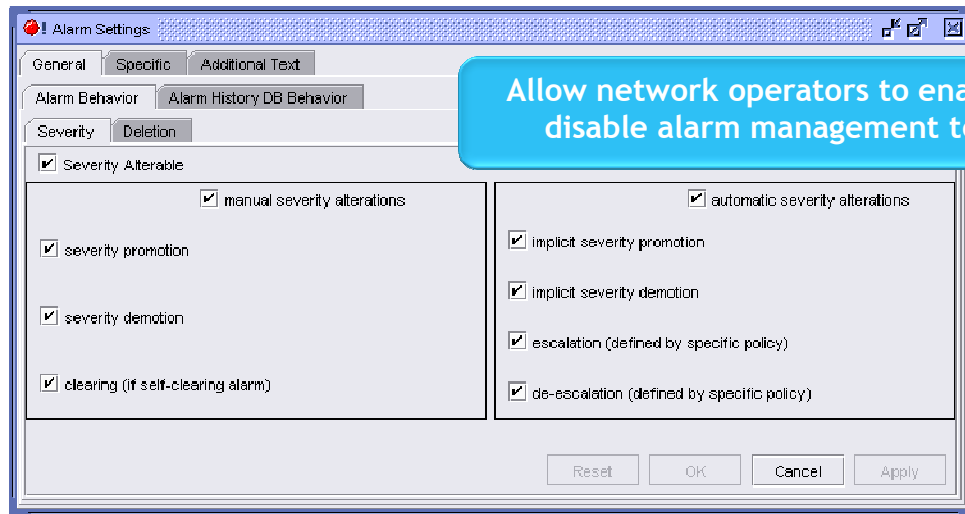 Alarm Settings
General Specific Additional Text
Allow network operators to ena
disable alarm management to
Alarm Behavior Alarm History DB Behavior
Severity Deletion
Severity Alterable
manual severity alterations
severity promotion
severity demotion
clearing (if self-clearing alarm)
automatic severity alterations
implicit severity promotion
implicit severity demotion
escalation (defined by specific policy)
de-escalation (defined by specific policy)
Reset OK Cancel Apply